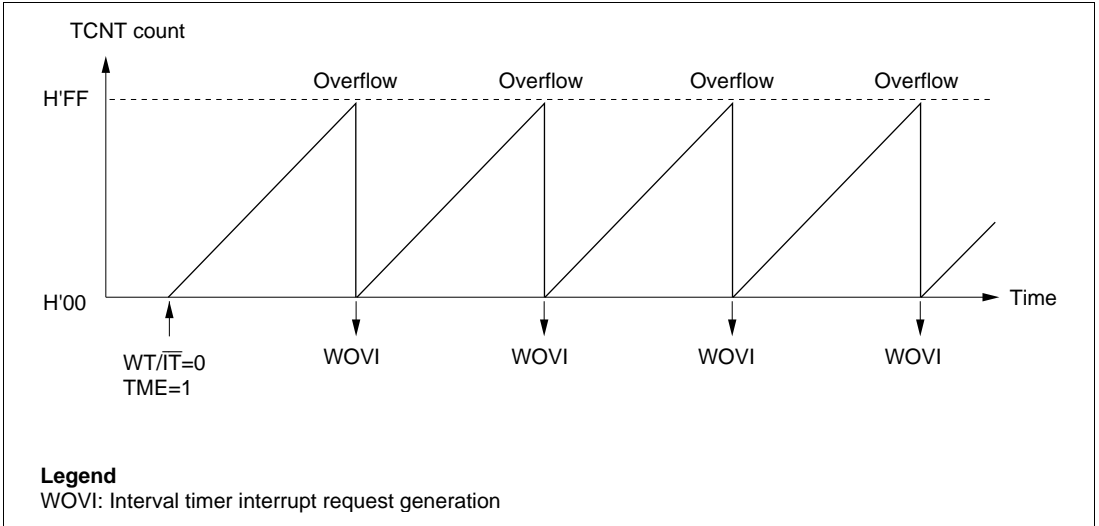 TCNT count
Overflow Overflow Overflow Overflow
H'FF
H'00
Time
WT/I̅T̅=0
TME=1
WOVI WOVI WOVI WOVI
Legend
WOVI: Interval timer interrupt request generation